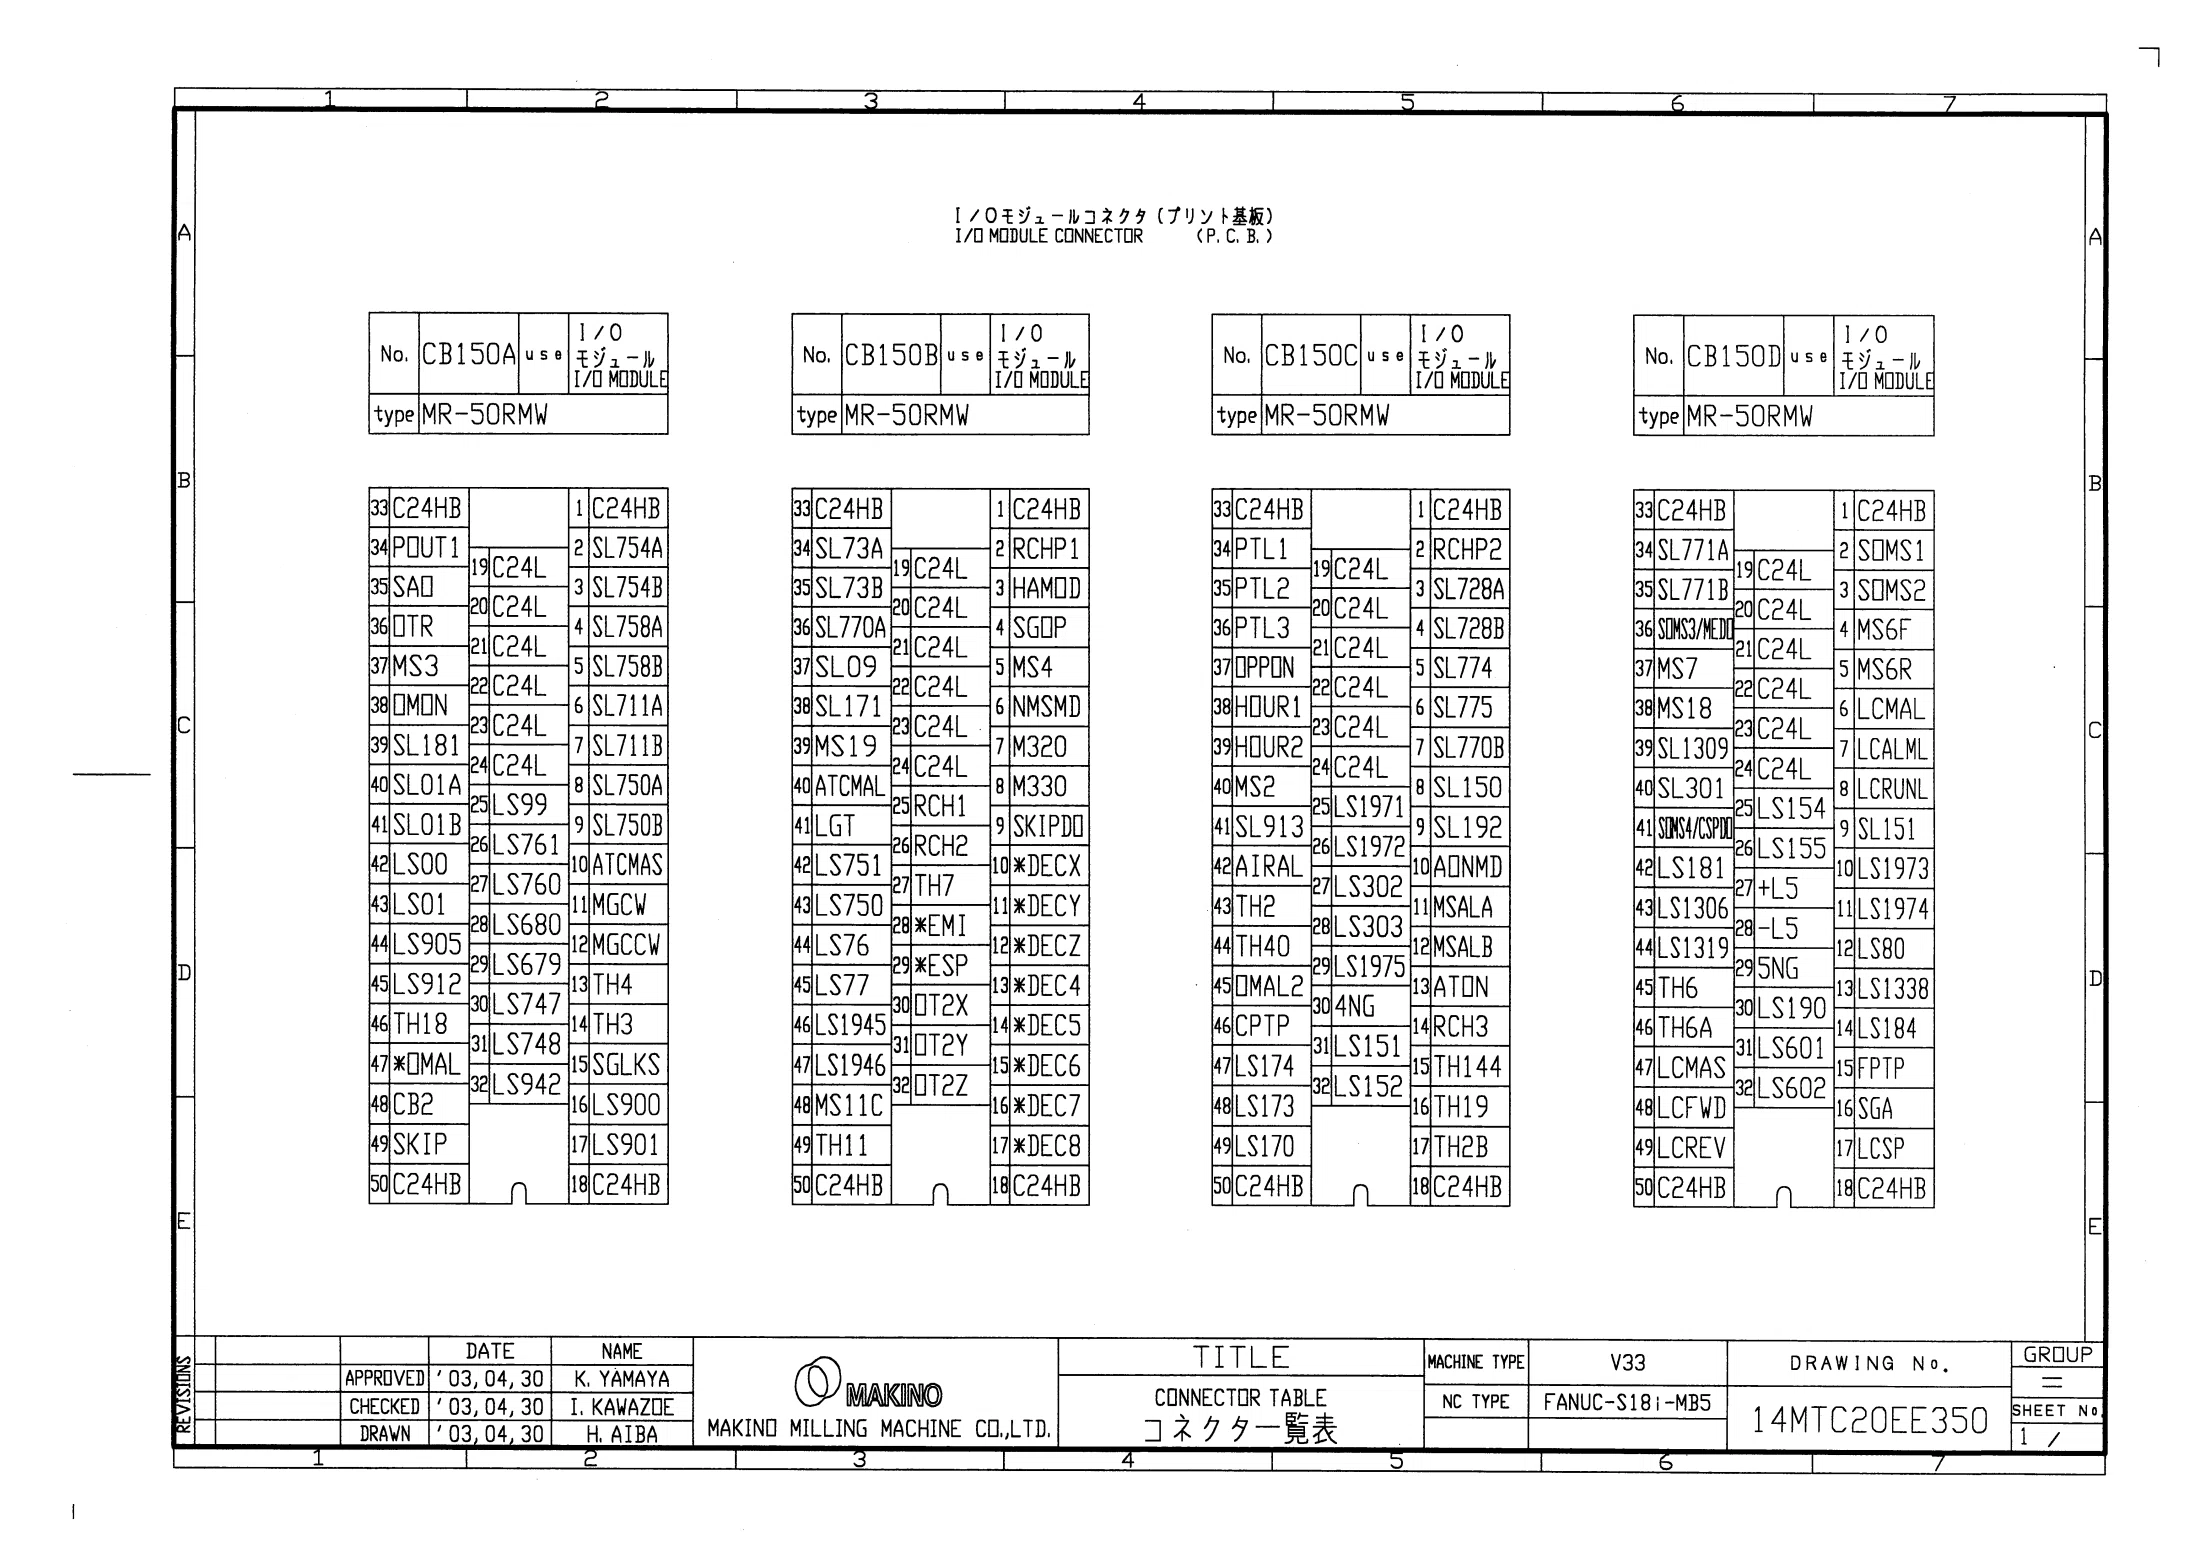 1 2 3 4 5 6 7
A A
B B
C C
D D
E E
I/Oモジュールコネクタ(プリント基板)
I/O MODULE CONNECTOR (P.C.B.)
No. CB150A use I/O モジュール I/O MODULE
type MR-50RMW
33 C24HB
34 POUT1
35 SAO
36 OTR
37 MS3
38 OMON
39 SL181
40 SL01A
41 SL01B
42 LS00
43 LS01
44 LS905
45 LS912
46 TH18
47 *OMAL
48 CB2
49 SKIP
50 C24HB
19 C24L
20 C24L
21 C24L
22 C24L
23 C24L
24 C24L
25 LS99
26 LS761
27 LS760
28 LS680
29 LS679
30 LS747
31 LS748
32 LS942
1 C24HB
2 SL754A
3 SL754B
4 SL758A
5 SL758B
6 SL711A
7 SL711B
8 SL750A
9 SL750B
10 ATCMAS
11 MGCW
12 MGCCW
13 TH4
14 TH3
15 SGLKS
16 LS900
17 LS901
18 C24HB
No. CB150B use I/O モジュール I/O MODULE
type MR-50RMW
33 C24HB
34 SL73A
35 SL73B
36 SL770A
37 SL09
38 SL171
39 MS19
40 ATCMAL
41 LGT
42 LS751
43 LS750
44 LS76
45 LS77
46 LS1945
47 LS1946
48 MS11C
49 TH11
50 C24HB
19 C24L
20 C24L
21 C24L
22 C24L
23 C24L
24 C24L
25 RCH1
26 RCH2
27 TH7
28 *EMI
29 *ESP
30 OT2X
31 OT2Y
32 OT2Z
1 C24HB
2 RCHP1
3 HAMOD
4 SGOP
5 MS4
6 NMSMD
7 M320
8 M330
9 SKIPDO
10 *DECX
11 *DECY
12 *DECZ
13 *DEC4
14 *DEC5
15 *DEC6
16 *DEC7
17 *DEC8
18 C24HB
No. CB150C use I/O モジュール I/O MODULE
type MR-50RMW
33 C24HB
34 PTL1
35 PTL2
36 PTL3
37 OPPON
38 HOUR1
39 HOUR2
40 MS2
41 SL913
42 AIRAL
43 TH2
44 TH40
45 OMAL2
46 CPTP
47 LS174
48 LS173
49 LS170
50 C24HB
19 C24L
20 C24L
21 C24L
22 C24L
23 C24L
24 C24L
25 LS1971
26 LS1972
27 LS302
28 LS303
29 LS1975
30 4NG
31 LS151
32 LS152
1 C24HB
2 RCHP2
3 SL728A
4 SL728B
5 SL774
6 SL775
7 SL770B
8 SL150
9 SL192
10 AONMD
11 MSALA
12 MSALB
13 ATON
14 RCH3
15 TH144
16 TH19
17 TH2B
18 C24HB
No. CB150D use I/O モジュール I/O MODULE
type MR-50RMW
33 C24HB
34 SL771A
35 SL771B
36 SOMS3/MEDO
37 MS7
38 MS18
39 SL1309
40 SL301
41 SOMS4/CSPDO
42 LS181
43 LS1306
44 LS1319
45 TH6
46 TH6A
47 LCMAS
48 LCFWD
49 LCREV
50 C24HB
19 C24L
20 C24L
21 C24L
22 C24L
23 C24L
24 C24L
25 LS154
26 LS155
27 +L5
28 -L5
29 5NG
30 LS190
31 LS601
32 LS602
1 C24HB
2 SOMS1
3 SOMS2
4 MS6F
5 MS6R
6 LCMAL
7 LCALML
8 LCRUNL
9 SL151
10 LS1973
11 LS1974
12 LS80
13 LS1338
14 LS184
15 FPTP
16 SGA
17 LCSP
18 C24HB
REVISIONS
DATE NAME
APPROVED '03,04,30 K. YAMAYA
CHECKED '03,04,30 I. KAWAZOE
DRAWN '03,04,30 H. AIBA
MAKINO
MAKINO MILLING MACHINE CO.,LTD.
TITLE
CONNECTOR TABLE
コネクタ一覧表
MACHINE TYPE V33
NC TYPE FANUC-S18i-MB5
DRAWING No.
14MTC20EE350
GROUP
=
SHEET No.
1 /
1 2 3 4 5 6 7